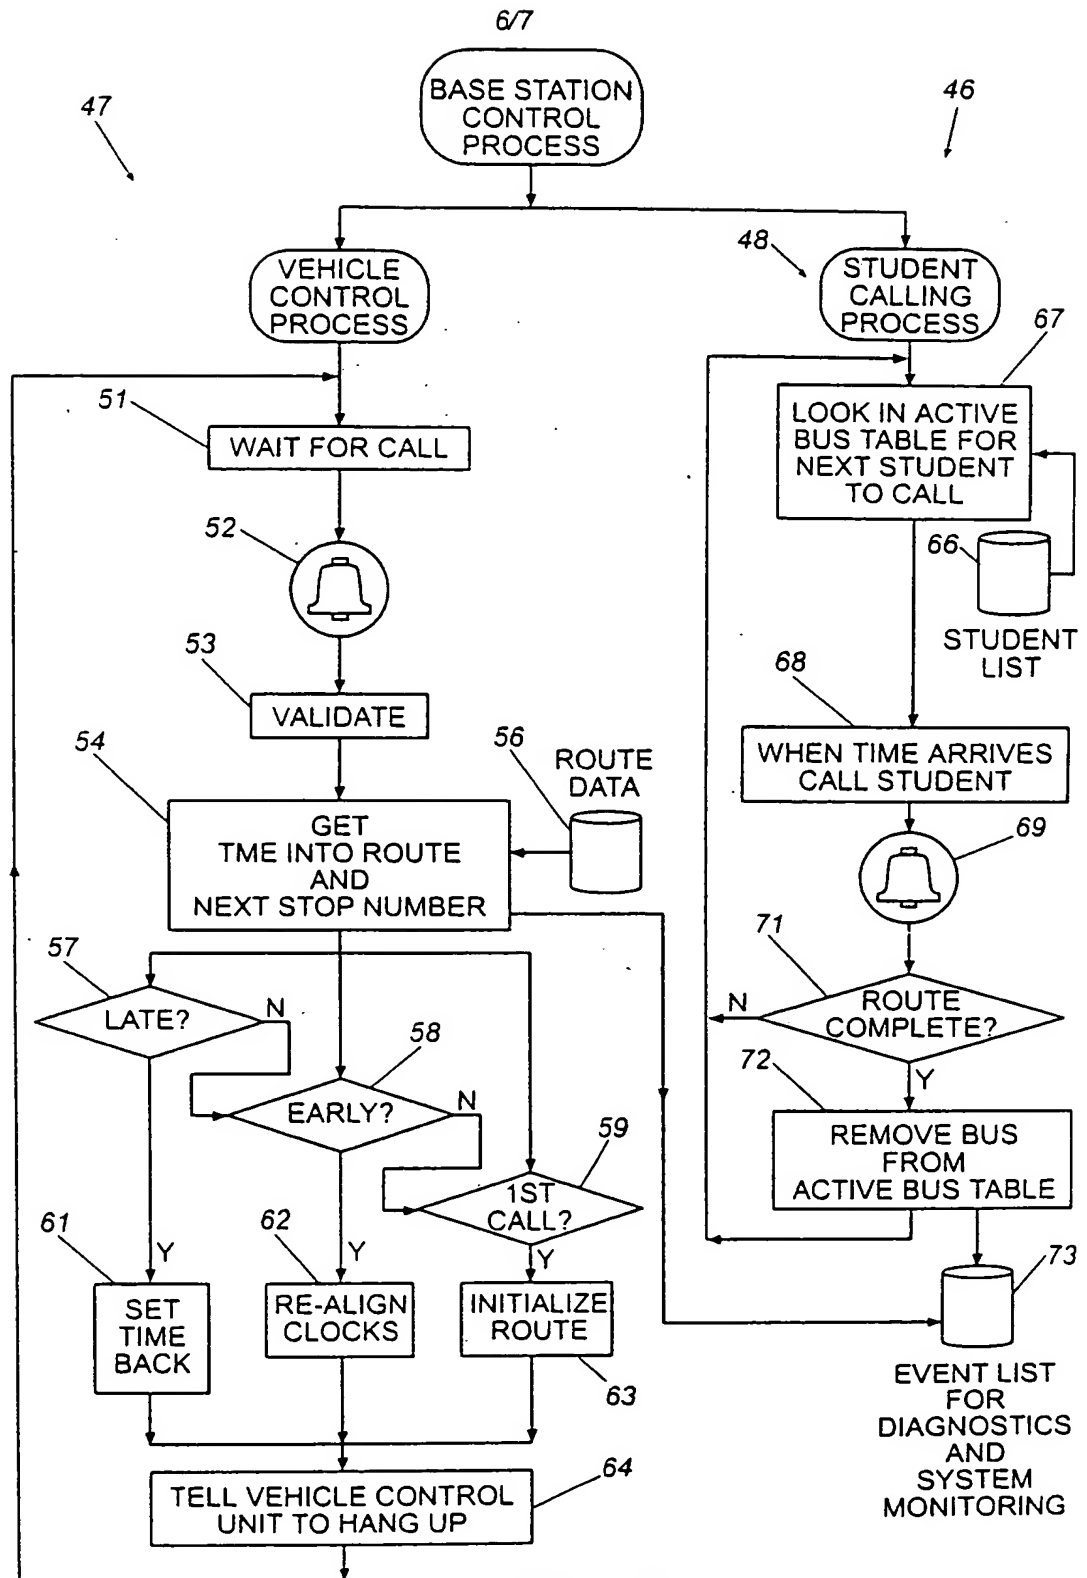 6/7
BASE STATION
CONTROL
PROCESS
47
46
VEHICLE
CONTROL
PROCESS
48
STUDENT
CALLING
PROCESS
51
WAIT FOR CALL
67
LOOK IN ACTIVE
BUS TABLE FOR
NEXT STUDENT
TO CALL
52
66
STUDENT
LIST
53
VALIDATE
68
WHEN TIME ARRIVES
CALL STUDENT
54
GET
TME INTO ROUTE
AND
NEXT STOP NUMBER
56
ROUTE
DATA
69
57
LATE?
N
71
ROUTE
COMPLETE?
N
Y
58
EARLY?
N
72
REMOVE BUS
FROM
ACTIVE BUS TABLE
59
1ST
CALL?
61
Y
SET
TIME
BACK
62
Y
RE-ALIGN
CLOCKS
Y
INITIALIZE
ROUTE
63
73
EVENT LIST
FOR
DIAGNOSTICS
AND
SYSTEM
MONITORING
64
TELL VEHICLE CONTROL
UNIT TO HANG UP